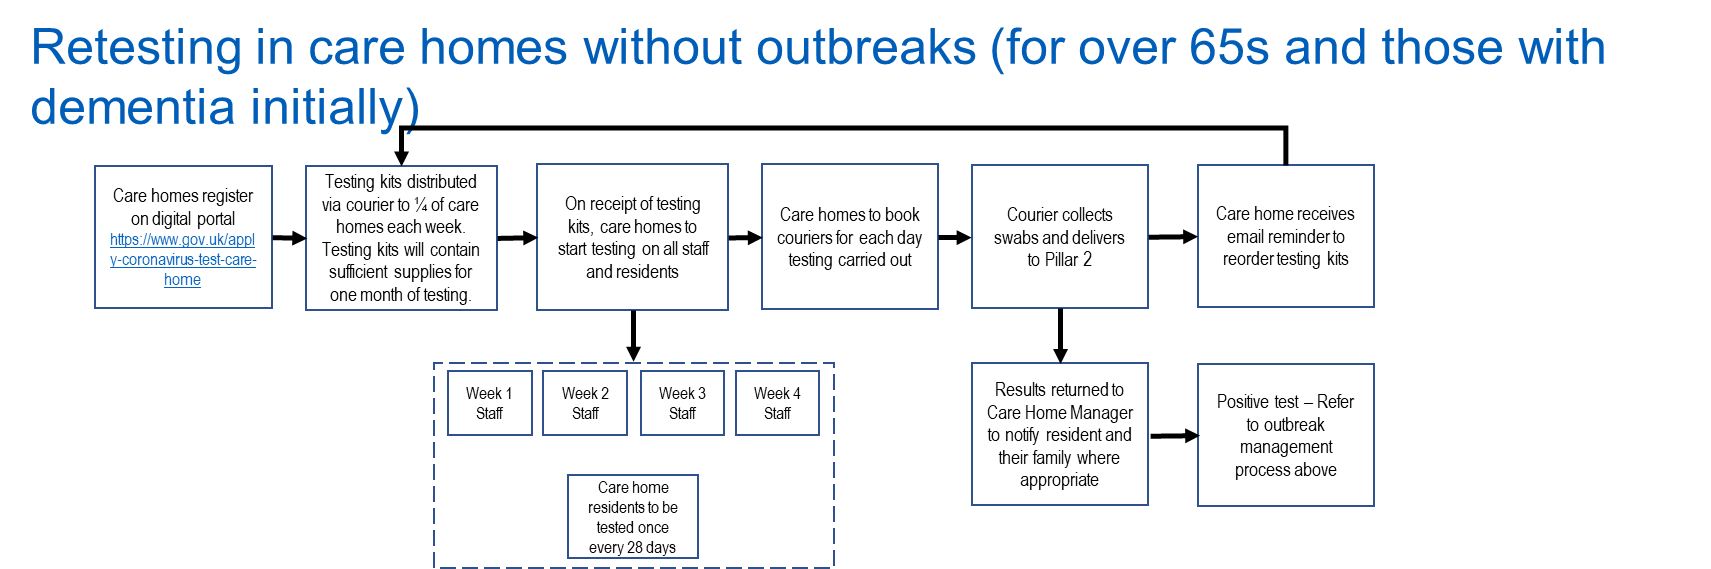 Retesting in care homes without outbreaks (for over 65s and those with
dementia initially)
Care homes register
on digital portal
https://www.gov.uk/appl
y-coronavirus-test-care-
home
Testing kits distributed
via courier to ¼ of care
homes each week.
Testing kits will contain
sufficient supplies for
one month of testing.
On receipt of testing
kits, care homes to
start testing on all staff
and residents
Care homes to book
couriers for each day
testing carried out
Courier collects
swabs and delivers
to Pillar 2
Care home receives
email reminder to
reorder testing kits
Week 1
Staff
Week 2
Staff
Week 3
Staff
Week 4
Staff
Care home
residents to be
tested once
every 28 days
Results returned to
Care Home Manager
to notify resident and
their family where
appropriate
Positive test – Refer
to outbreak
management
process above